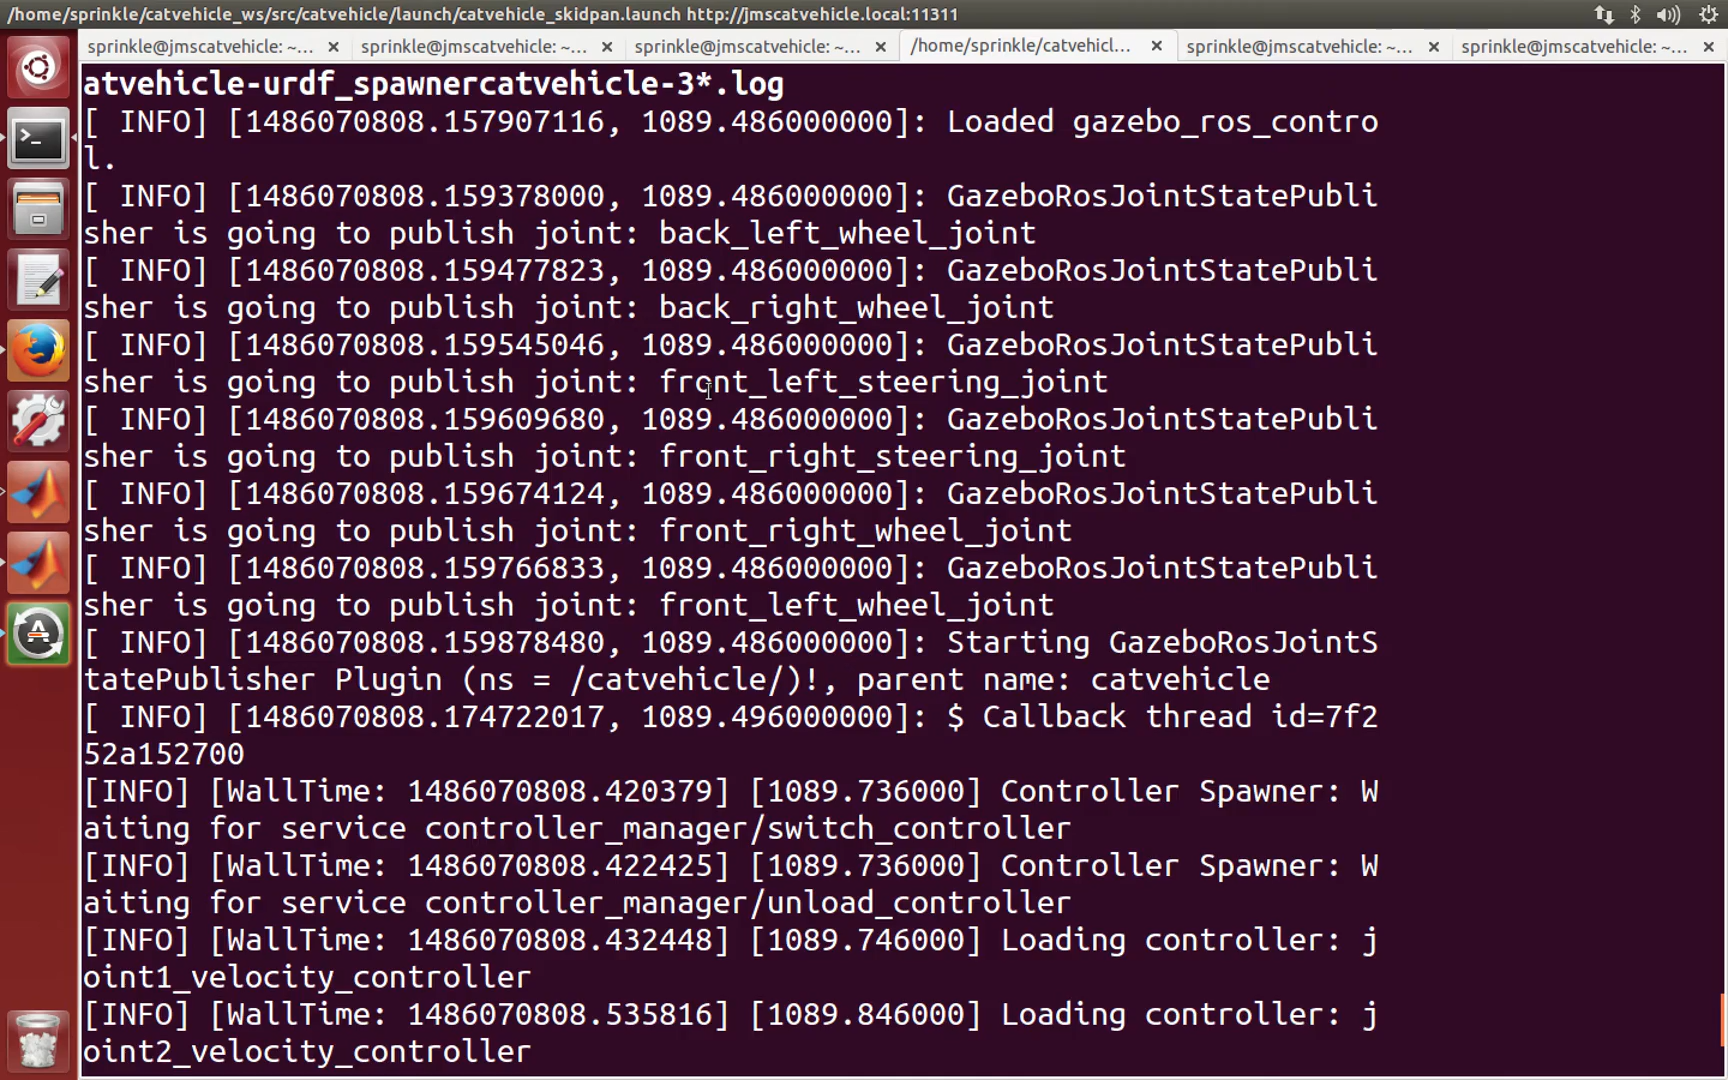 /home/sprinkle/catvehicle_ws/src/catvehicle/launch/catvehicle_skidpan.launch http://jmscatvehicle.local:11311
sprinkle@jmscatvehicle: ~... sprinkle@jmscatvehicle: ~... sprinkle@jmscatvehicle: ~... /home/sprinkle/catvehicl... sprinkle@jmscatvehicle: ~... sprinkle@jmscatvehicle: ~...
atvehicle-urdf_spawnercatvehicle-3*.log
[ INFO] [1486070808.157907116, 1089.486000000]: Loaded gazebo_ros_contro
l.
[ INFO] [1486070808.159378000, 1089.486000000]: GazeboRosJointStatePubli
sher is going to publish joint: back_left_wheel_joint
[ INFO] [1486070808.159477823, 1089.486000000]: GazeboRosJointStatePubli
sher is going to publish joint: back_right_wheel_joint
[ INFO] [1486070808.159545046, 1089.486000000]: GazeboRosJointStatePubli
sher is going to publish joint: front_left_steering_joint
[ INFO] [1486070808.159609680, 1089.486000000]: GazeboRosJointStatePubli
sher is going to publish joint: front_right_steering_joint
[ INFO] [1486070808.159674124, 1089.486000000]: GazeboRosJointStatePubli
sher is going to publish joint: front_right_wheel_joint
[ INFO] [1486070808.159766833, 1089.486000000]: GazeboRosJointStatePubli
sher is going to publish joint: front_left_wheel_joint
[ INFO] [1486070808.159878480, 1089.486000000]: Starting GazeboRosJointS
tatePublisher Plugin (ns = /catvehicle/)!, parent name: catvehicle
[ INFO] [1486070808.174722017, 1089.496000000]: $ Callback thread id=7f2
52a152700
[INFO] [WallTime: 1486070808.420379] [1089.736000] Controller Spawner: W
aiting for service controller_manager/switch_controller
[INFO] [WallTime: 1486070808.422425] [1089.736000] Controller Spawner: W
aiting for service controller_manager/unload_controller
[INFO] [WallTime: 1486070808.432448] [1089.746000] Loading controller: j
oint1_velocity_controller
[INFO] [WallTime: 1486070808.535816] [1089.846000] Loading controller: j
oint2_velocity_controller